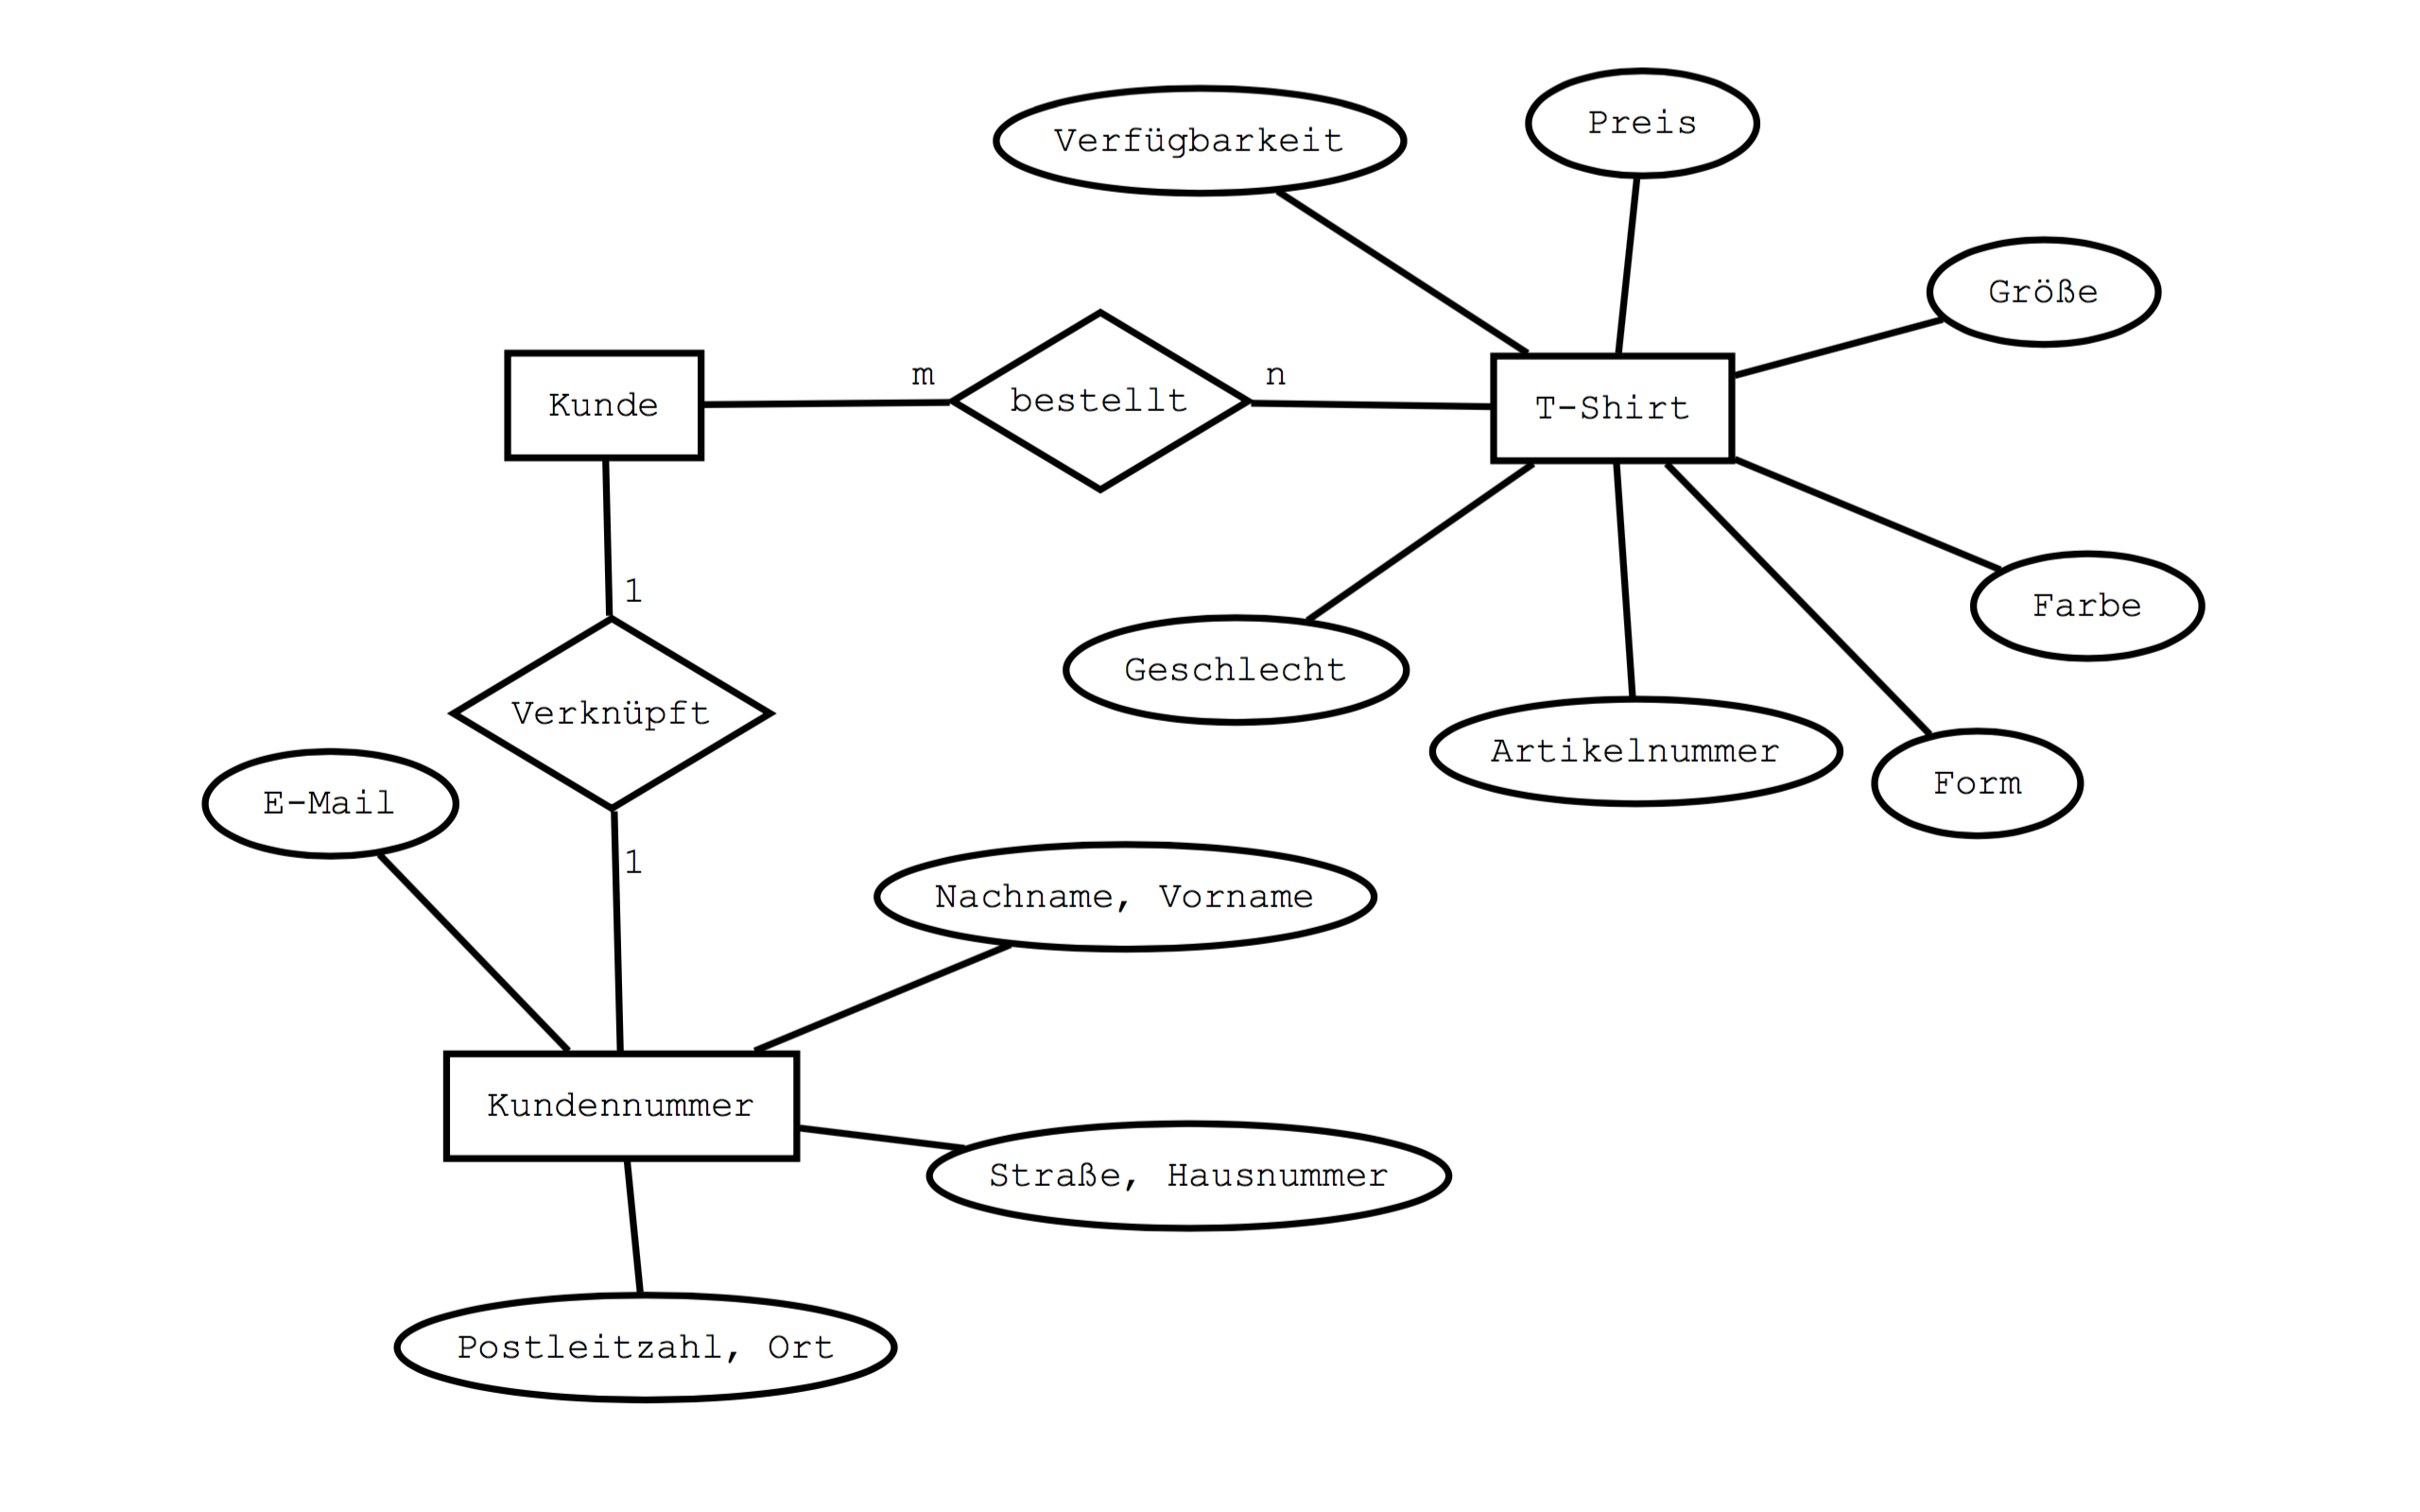 Preis
Verfügbarkeit
Größe
m
n
Kunde
bestellt
T-Shirt
1
Farbe
Geschlecht
Verknüpft
Artikelnummer
Form
E-Mail
1
Nachname, Vorname
Kundennummer
Straße, Hausnummer
Postleitzahl, Ort